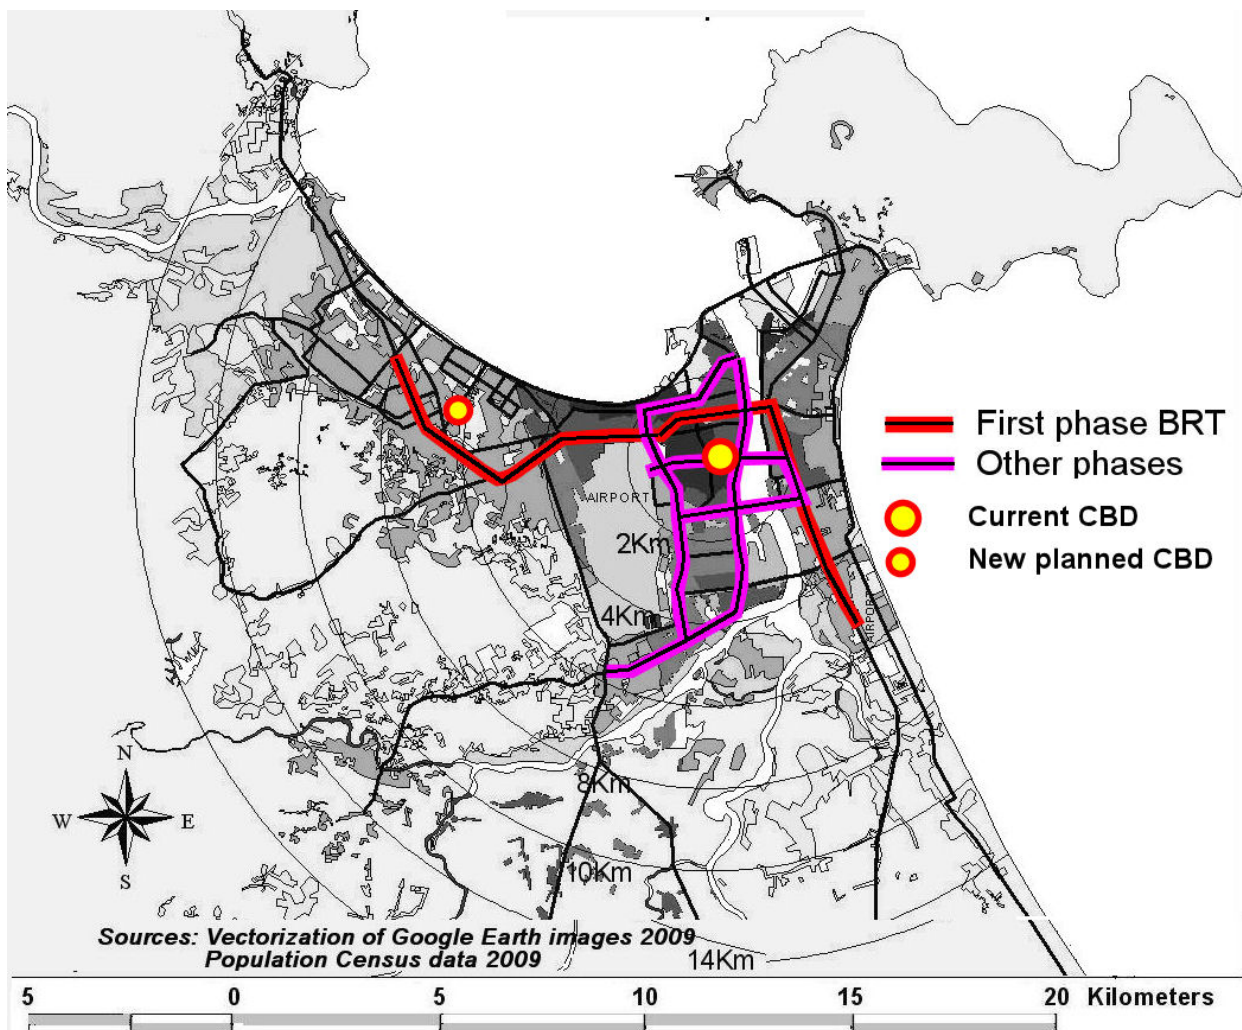 First phase BRT
Other phases
Current CBD
New planned CBD
AIRPORT
2Km
4Km
AIRPORT
8Km
10Km
14Km
N
W E
S
Sources: Vectorization of Google Earth images 2009
Population Census data 2009
5 0 5 10 15 20 Kilometers